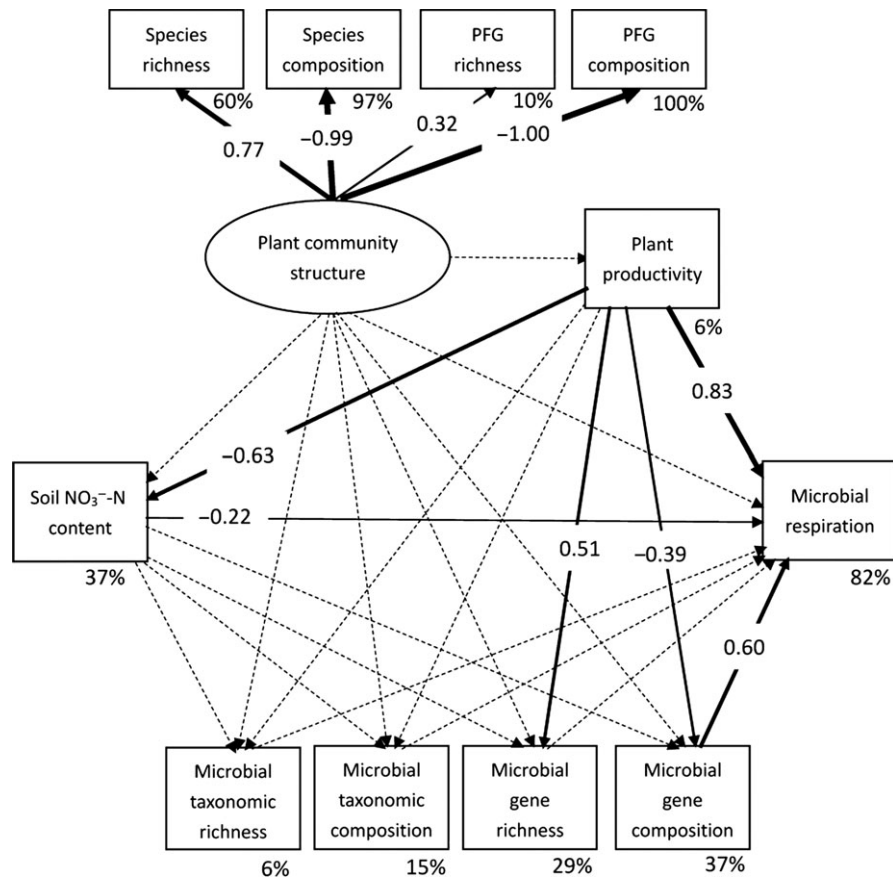 Species
richness
Species
composition
PFG
richness
PFG
composition
60%
97%
10%
100%
0.77
−0.99
0.32
−1.00
Plant community
structure
Plant
productivity
6%
0.83
−0.63
Soil NO₃⁻-N
content
37%
−0.22
Microbial
respiration
82%
0.51
−0.39
0.60
Microbial
taxonomic
richness
6%
Microbial
taxonomic
composition
15%
Microbial
gene
richness
29%
Microbial
gene
composition
37%